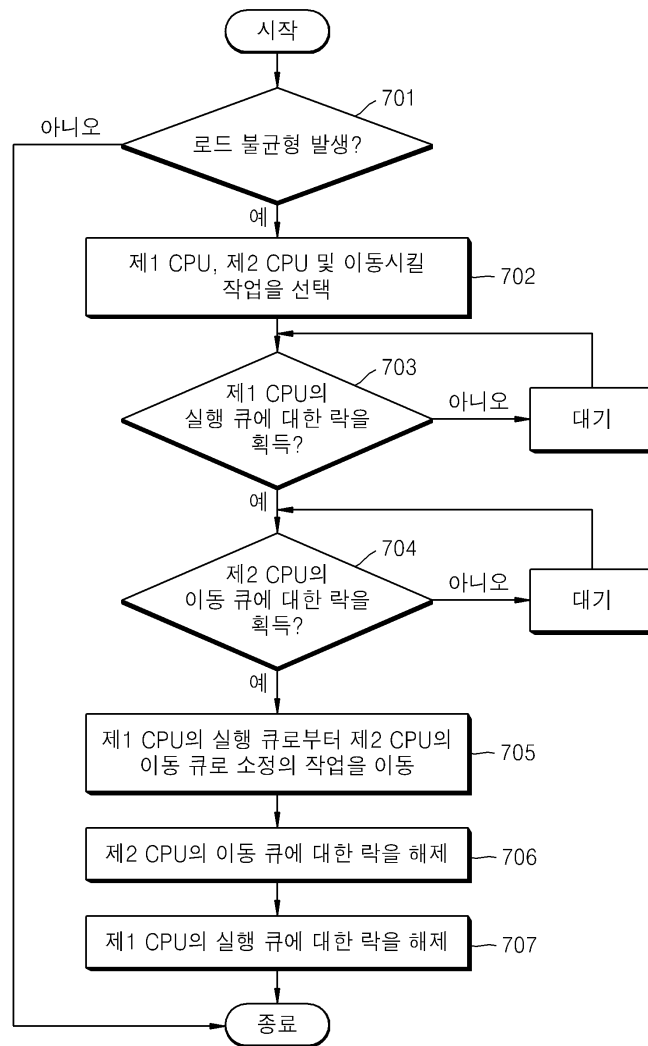 시작
701
아니오
로드 불균형 발생?
예
제1 CPU, 제2 CPU 및 이동시킬
작업을 선택
702
703
제1 CPU의
실행 큐에 대한 락을
획득?
아니오
대기
예
704
제2 CPU의
이동 큐에 대한 락을
획득?
아니오
대기
예
제1 CPU의 실행 큐로부터 제2 CPU의
이동 큐로 소정의 작업을 이동
705
제2 CPU의 이동 큐에 대한 락을 해제
706
제1 CPU의 실행 큐에 대한 락을 해제
707
종료